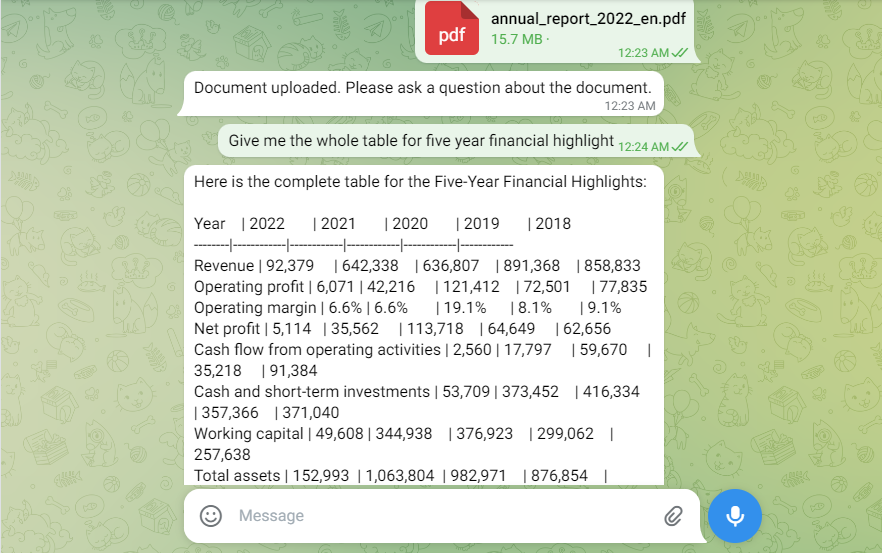 annual_report_2022_en.pdf
pdf
15.7 MB ·
12:23 AM
Document uploaded. Please ask a question about the document.
12:23 AM
Give me the whole table for five year financial highlight
12:24 AM
Here is the complete table for the Five-Year Financial Highlights:
Year | 2022 | 2021 | 2020 | 2019 | 2018
--------|------------|------------|------------|------------|------------
Revenue | 92,379 | 642,338 | 636,807 | 891,368 | 858,833
Operating profit | 6,071 | 42,216 | 121,412 | 72,501 | 77,835
Operating margin | 6.6% | 6.6% | 19.1% | 8.1% | 9.1%
Net profit | 5,114 | 35,562 | 113,718 | 64,649 | 62,656
Cash flow from operating activities | 2,560 | 17,797 | 59,670 |
35,218 | 91,384
Cash and short-term investments | 53,709 | 373,452 | 416,334
| 357,366 | 371,040
Working capital | 49,608 | 344,938 | 376,923 | 299,062 |
257,638
Total assets | 152,993 | 1,063,804 | 982,971 | 876,854 |
Message